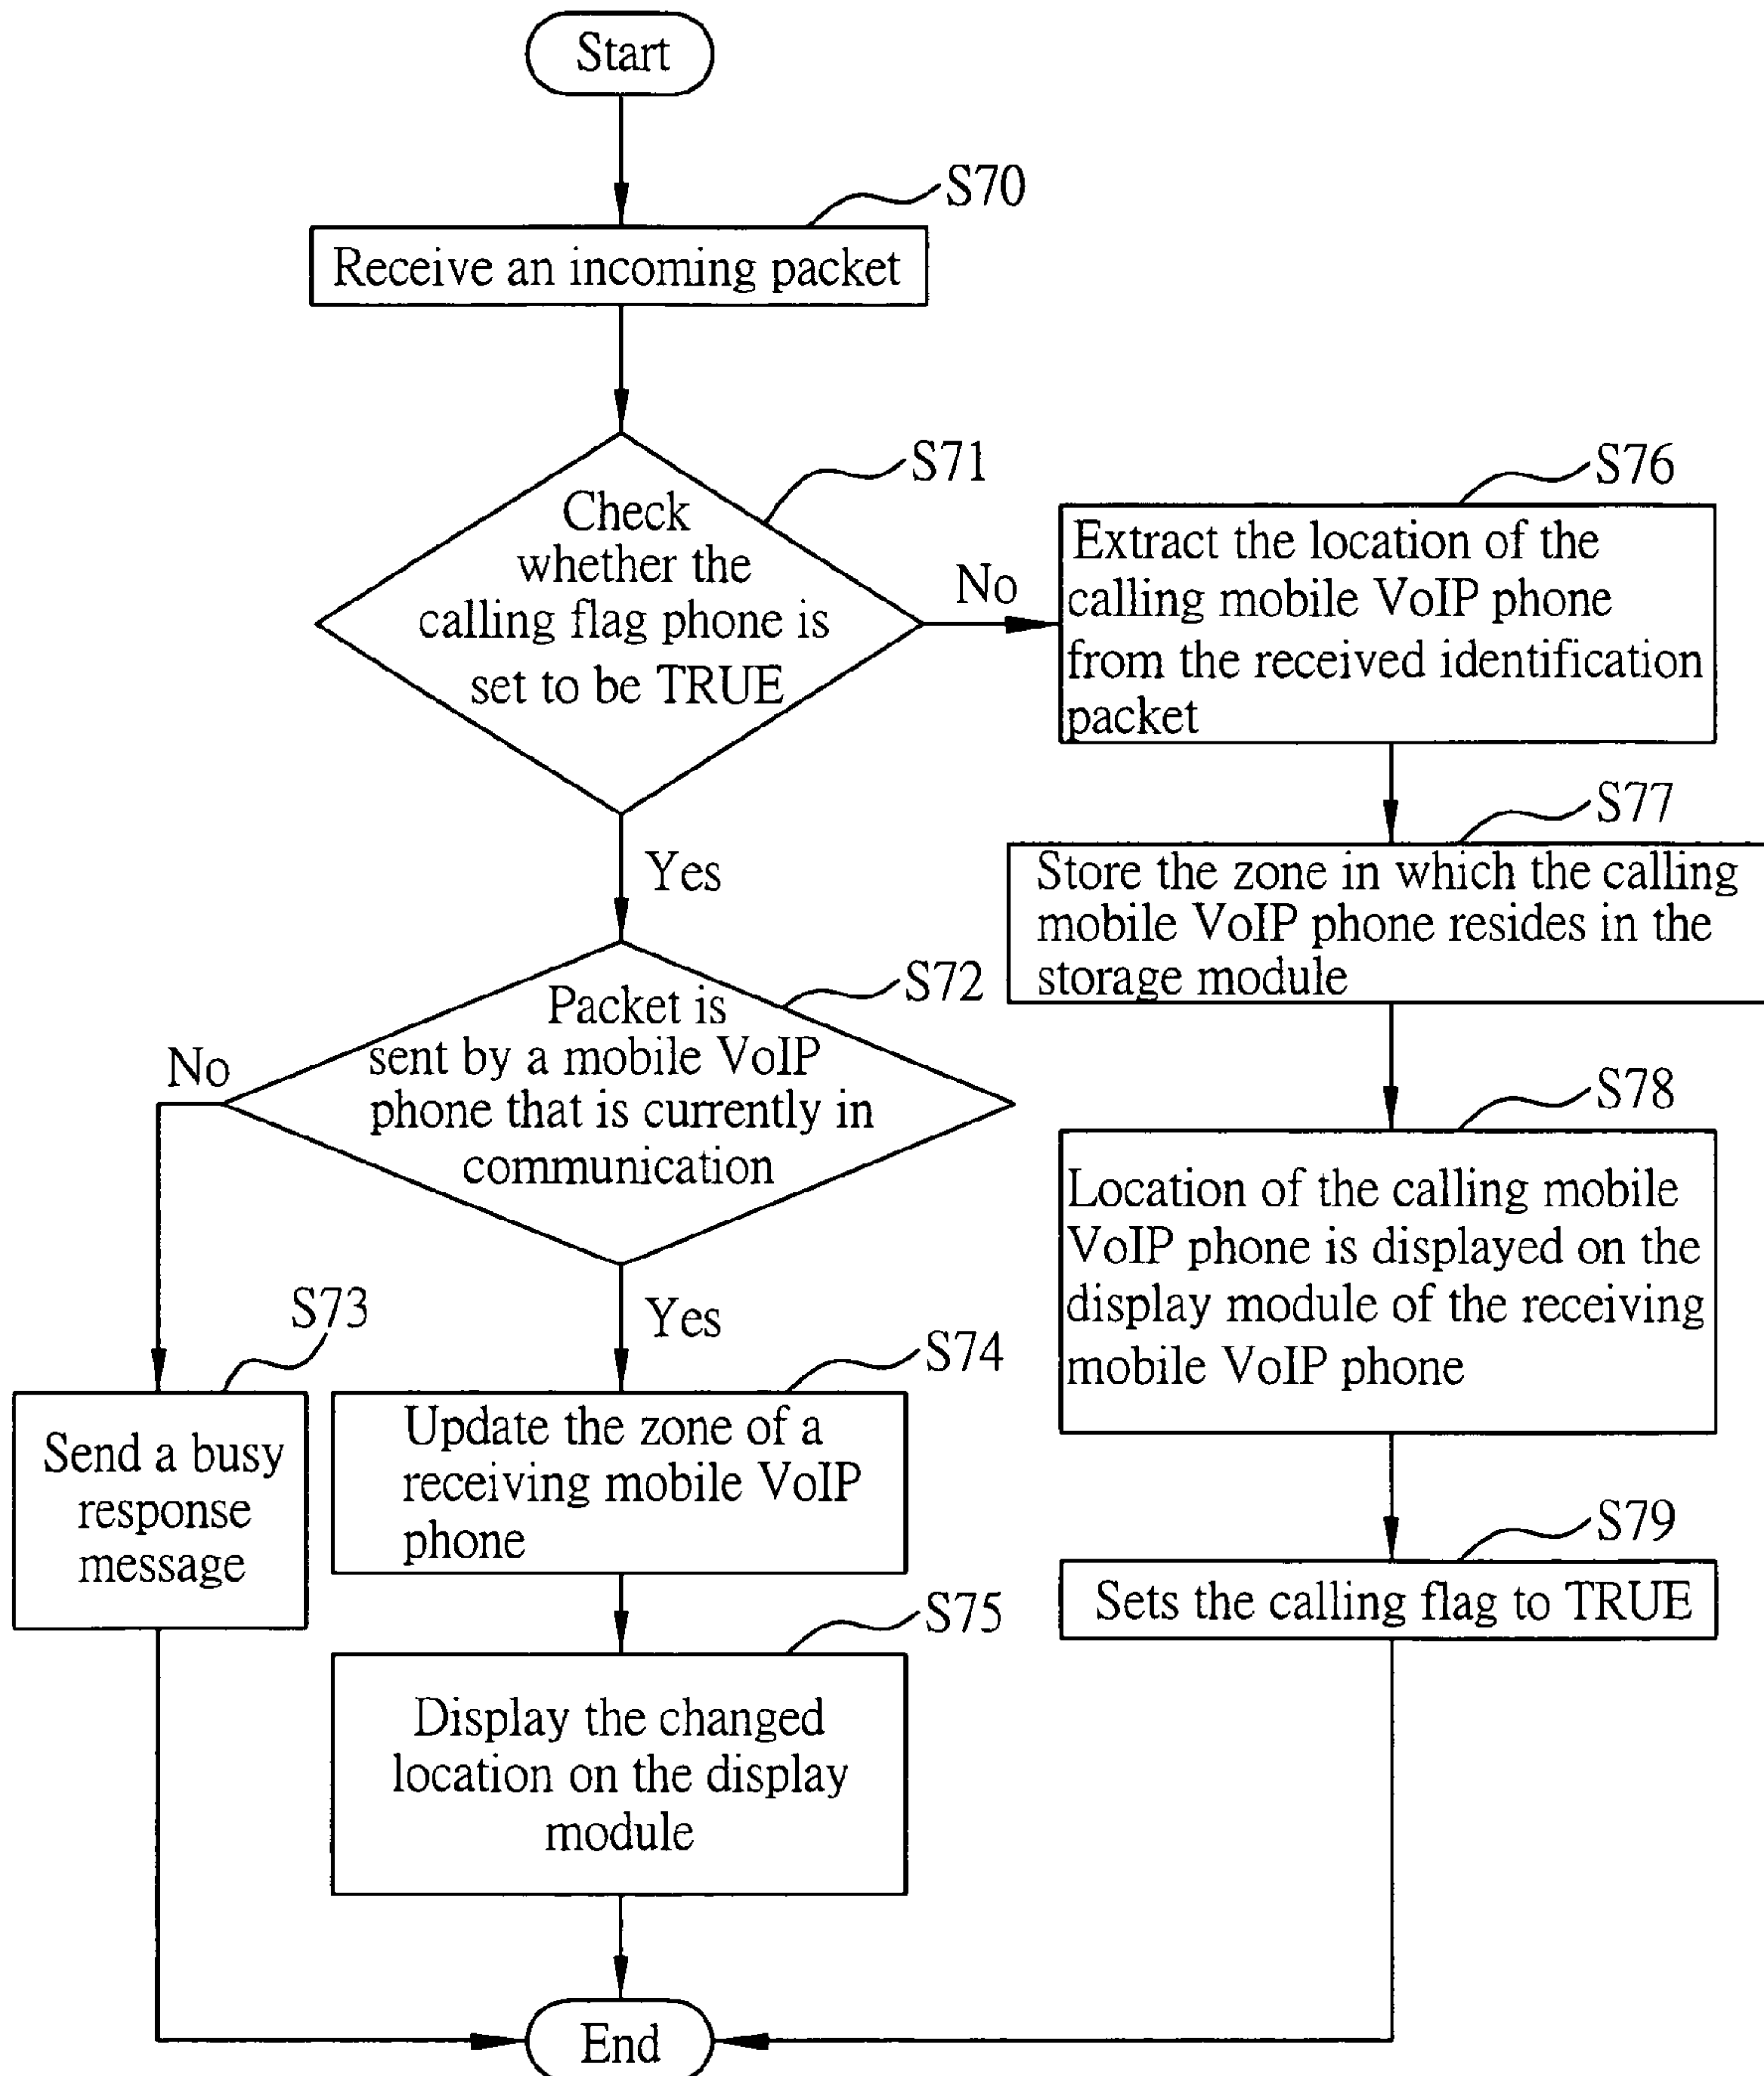 Start
S70
Receive an incoming packet
S71
Check
whether the
calling flag phone is
set to be TRUE
No
Yes
S76
Extract the location of the
calling mobile VoIP phone
from the received identification
packet
S77
Store the zone in which the calling
mobile VoIP phone resides in the
storage module
S72
Packet is
sent by a mobile VoIP
phone that is currently in
communication
No
Yes
S78
Location of the calling mobile
VoIP phone is displayed on the
display module of the receiving
mobile VoIP phone
S73
Send a busy
response
message
S74
Update the zone of a
receiving mobile VoIP
phone
S79
Sets the calling flag to TRUE
S75
Display the changed
location on the display
module
End